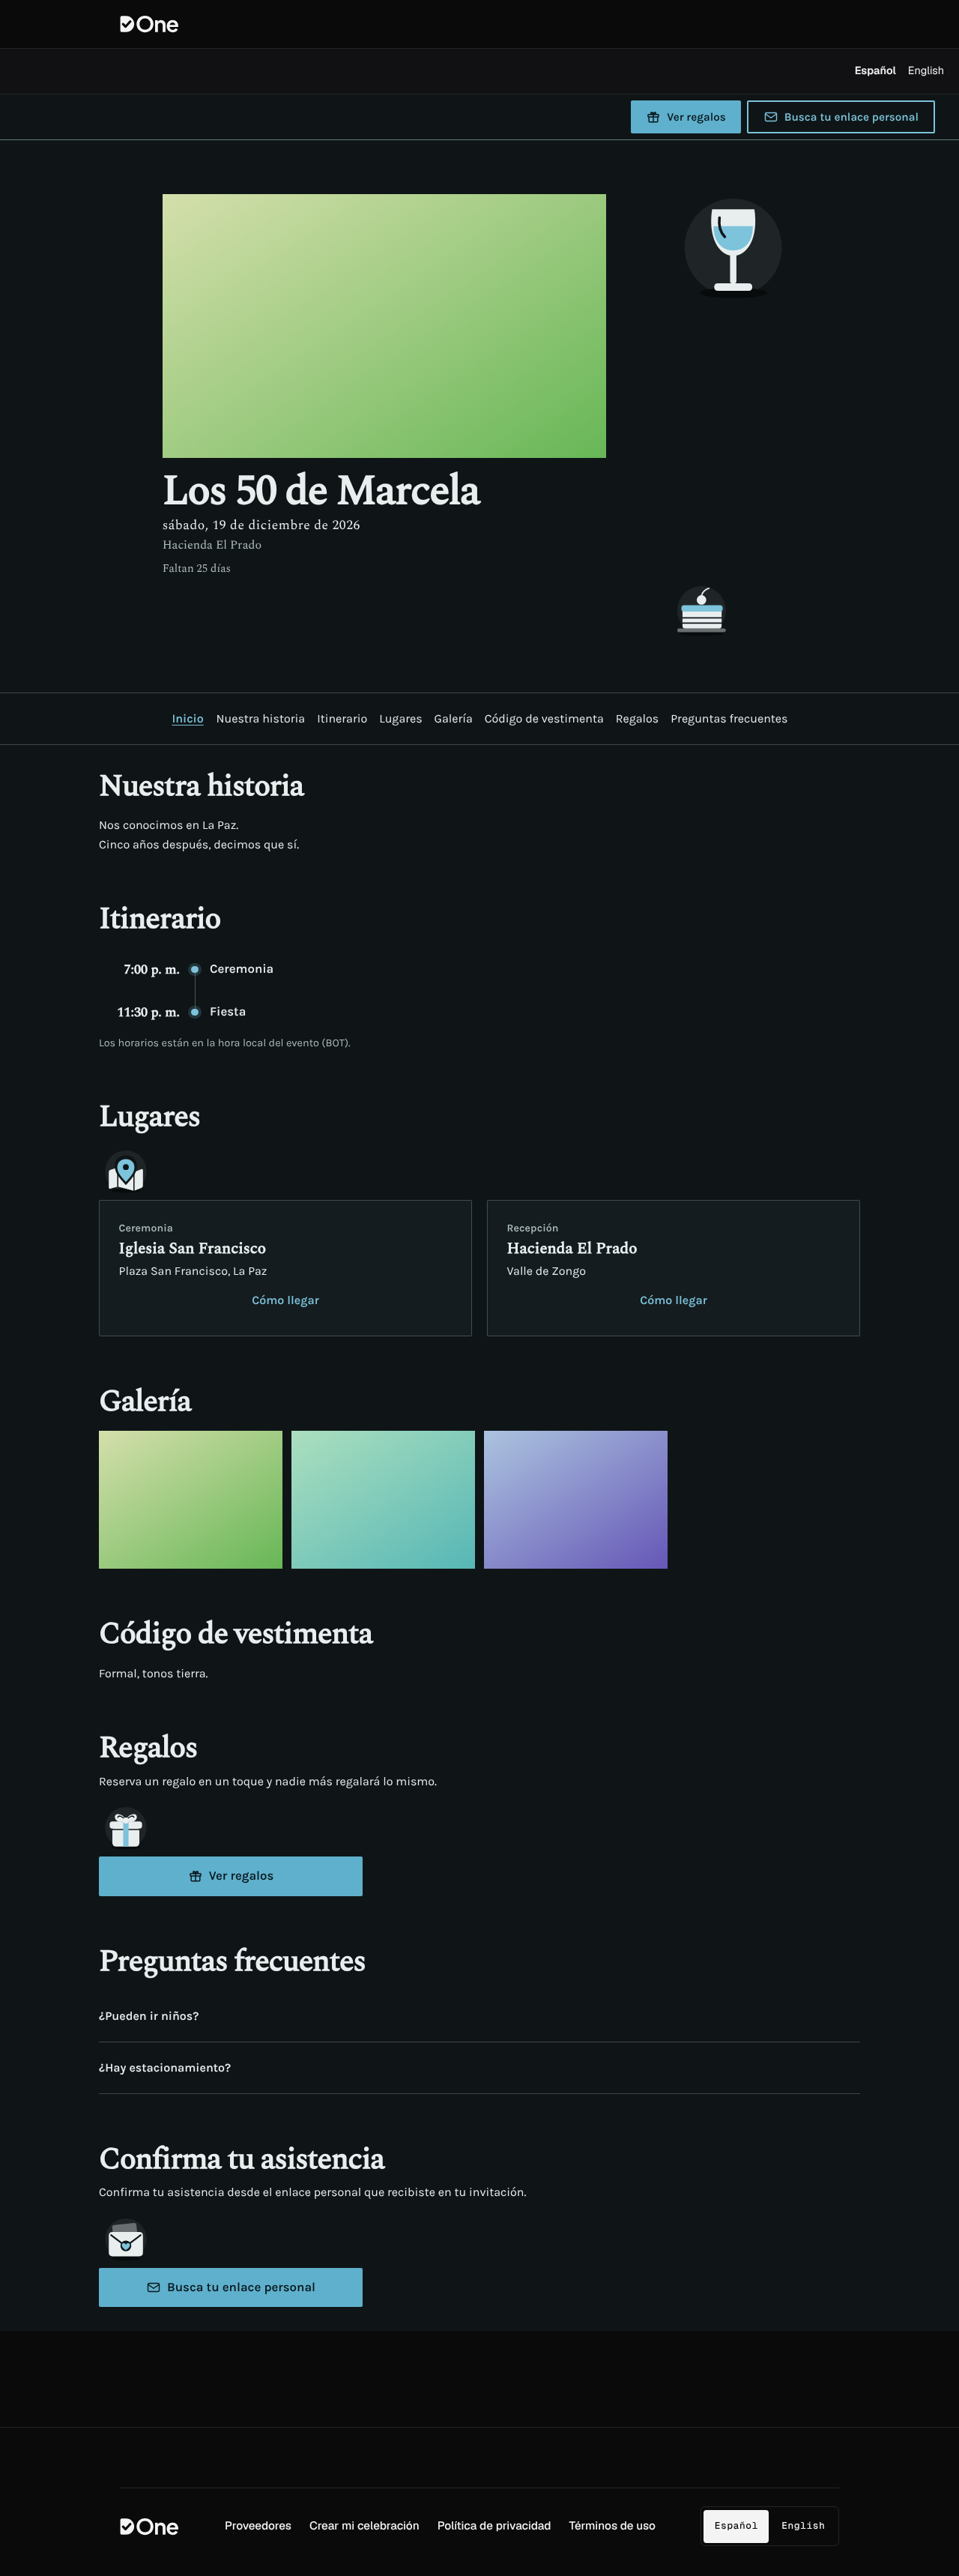 One
Español English
Ver regalos Busca tu enlace personal
Los 50 de Marcela
sábado, 19 de diciembre de 2026
Hacienda El Prado
Faltan 25 días
Inicio Nuestra historia Itinerario Lugares Galería Código de vestimenta Regalos Preguntas frecuentes
Nuestra historia
Nos conocimos en La Paz.
Cinco años después, decimos que sí.
Itinerario
7:00 p. m. Ceremonia
11:30 p. m. Fiesta
Los horarios están en la hora local del evento (BOT).
Lugares
Ceremonia
Iglesia San Francisco
Plaza San Francisco, La Paz
Cómo llegar
Recepción
Hacienda El Prado
Valle de Zongo
Cómo llegar
Galería
Código de vestimenta
Formal, tonos tierra.
Regalos
Reserva un regalo en un toque y nadie más regalará lo mismo.
Ver regalos
Preguntas frecuentes
¿Pueden ir niños?
¿Hay estacionamiento?
Confirma tu asistencia
Confirma tu asistencia desde el enlace personal que recibiste en tu invitación.
Busca tu enlace personal
One Proveedores Crear mi celebración Política de privacidad Términos de uso Español English